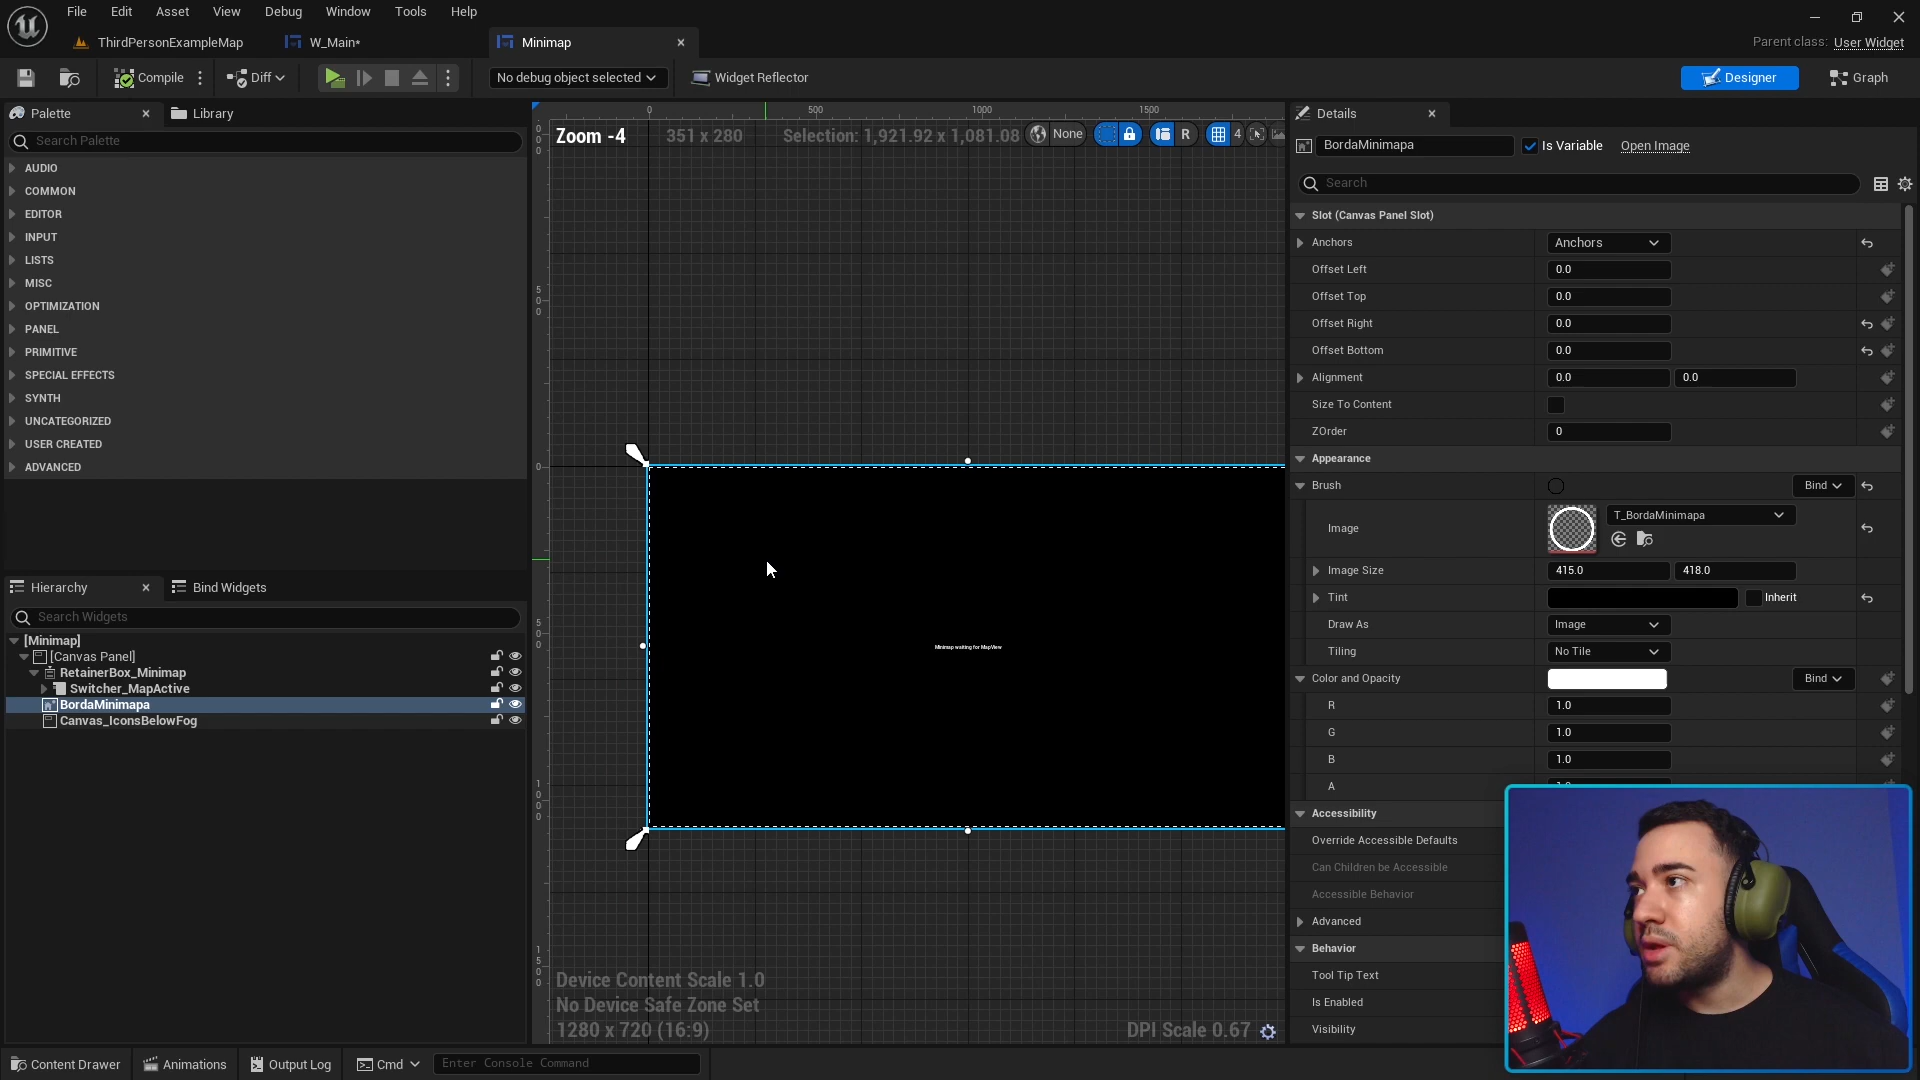 File Edit Asset View Debug Window Tools Help
ThirdPersonExampleMap W_Main* Minimap
Parent class: User Widget
Compile Diff No debug object selected Widget Reflector Designer Graph
Palette Library
Search Palette
AUDIO
COMMON
EDITOR
INPUT
LISTS
MISC
OPTIMIZATION
PANEL
PRIMITIVE
SPECIAL EFFECTS
SYNTH
UNCATEGORIZED
USER CREATED
ADVANCED
Hierarchy Bind Widgets
Search Widgets
[Minimap]
[Canvas Panel]
RetainerBox_Minimap
Switcher_MapActive
BordaMinimapa
Canvas_IconsBelowFog
0 500 1000 1500
Zoom -4 351 x 280 Selection: 1,921.92 x 1,081.08 None R 4
0
500
1000
1500
Minimap waiting for MapView
Device Content Scale 1.0
No Device Safe Zone Set
1280 x 720 (16:9) DPI Scale 0.67
Details
BordaMinimapa Is Variable Open Image
Search
Slot (Canvas Panel Slot)
Anchors Anchors
Offset Left 0.0
Offset Top 0.0
Offset Right 0.0
Offset Bottom 0.0
Alignment 0.0 0.0
Size To Content
ZOrder 0
Appearance
Brush Bind
Image T_BordaMinimapa
Image Size 415.0 418.0
Tint Inherit
Draw As Image
Tiling No Tile
Color and Opacity Bind
R 1.0
G 1.0
B 1.0
A
Accessibility
Override Accessible Defaults
Can Children be Accessible
Accessible Behavior
Advanced
Behavior
Tool Tip Text
Is Enabled
Visibility
Content Drawer Animations Output Log Cmd Enter Console Command